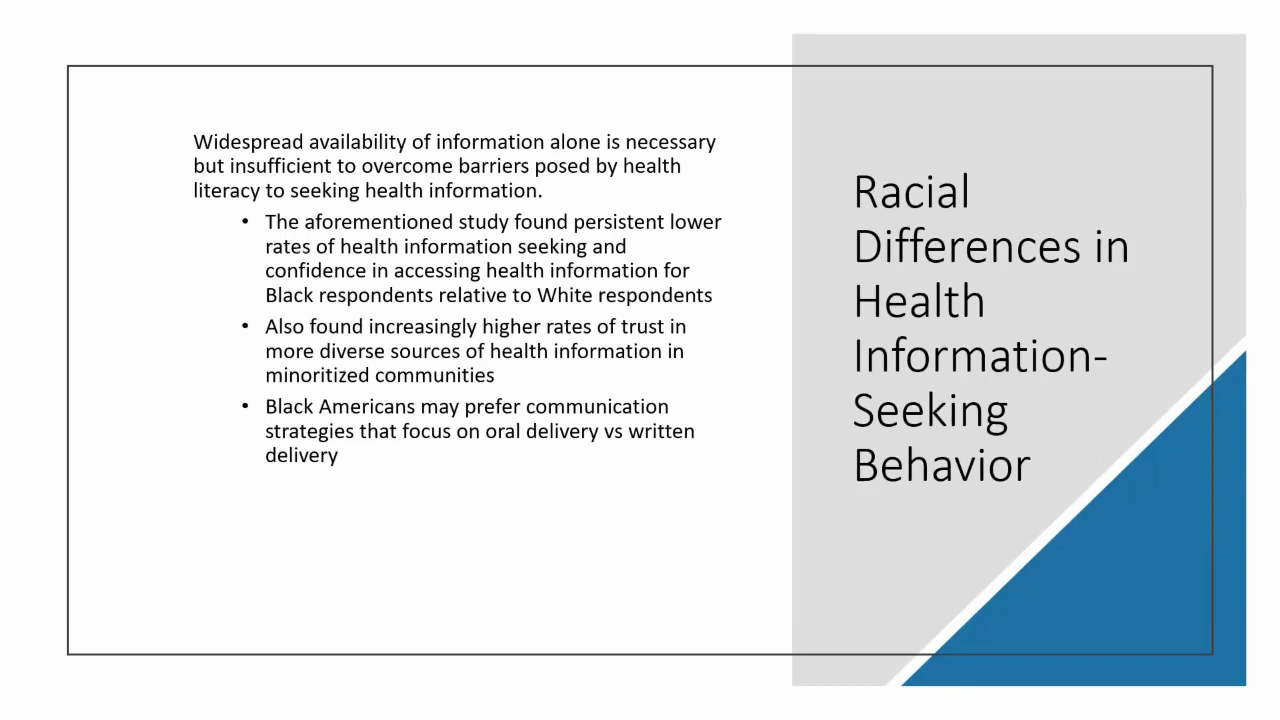 Widespread availability of information alone is necessary
but insufficient to overcome barriers posed by health
literacy to seeking health information.
• The aforementioned study found persistent lower
rates of health information seeking and
confidence in accessing health information for
Black respondents relative to White respondents
• Also found increasingly higher rates of trust in
more diverse sources of health information in
minoritized communities
• Black Americans may prefer communication
strategies that focus on oral delivery vs written
delivery
Racial
Differences in
Health
Information-
Seeking
Behavior